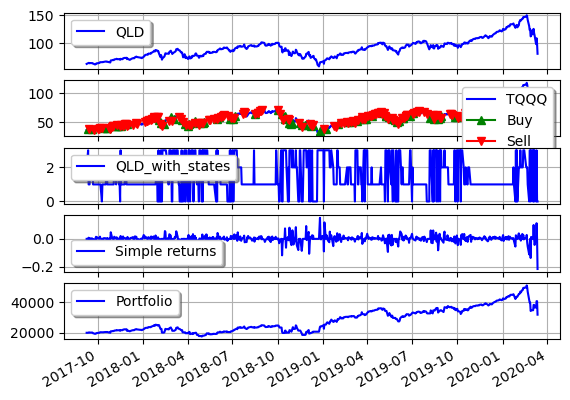 150
QLD
100
100
TQQQ
Buy
50
Sell
QLD_with_states
2
0
0.0
Simple returns
−0.2
Portfolio
40000
20000
2017-10 2018-01 2018-04 2018-07 2018-10 2019-01 2019-04 2019-07 2019-10 2020-01 2020-04